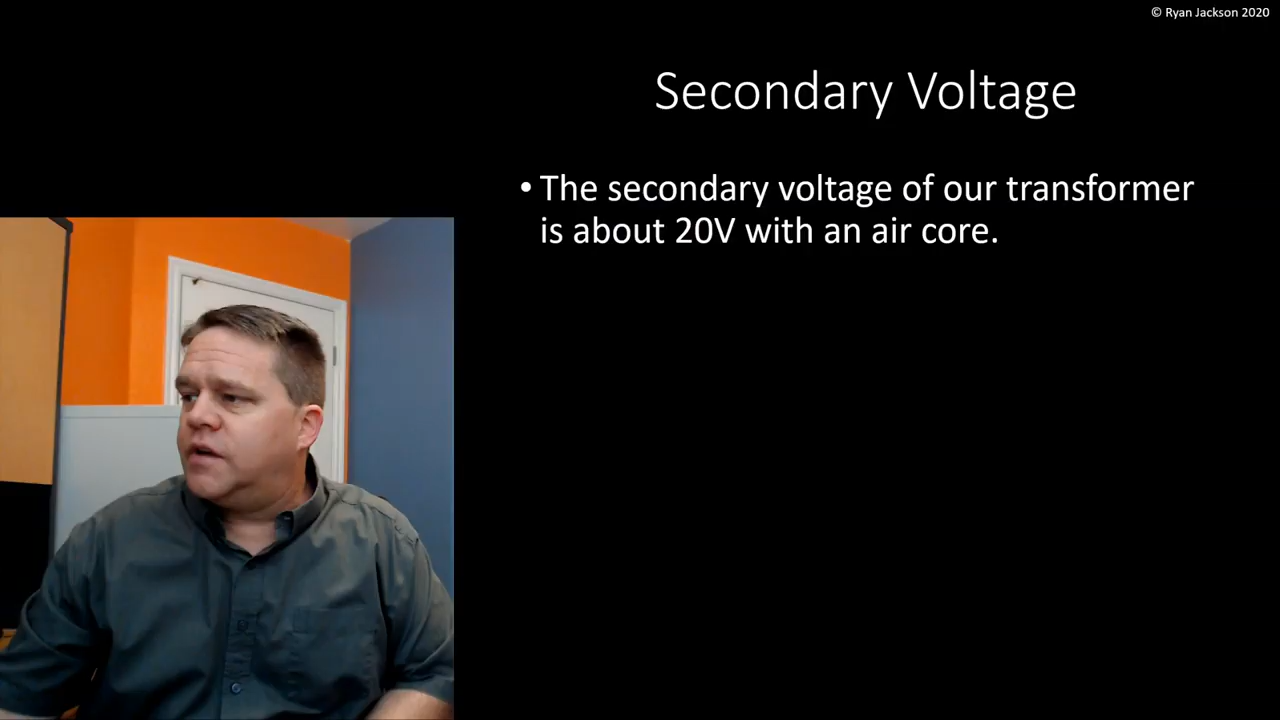 © Ryan Jackson 2020
Secondary Voltage
• The secondary voltage of our transformer
is about 20V with an air core.